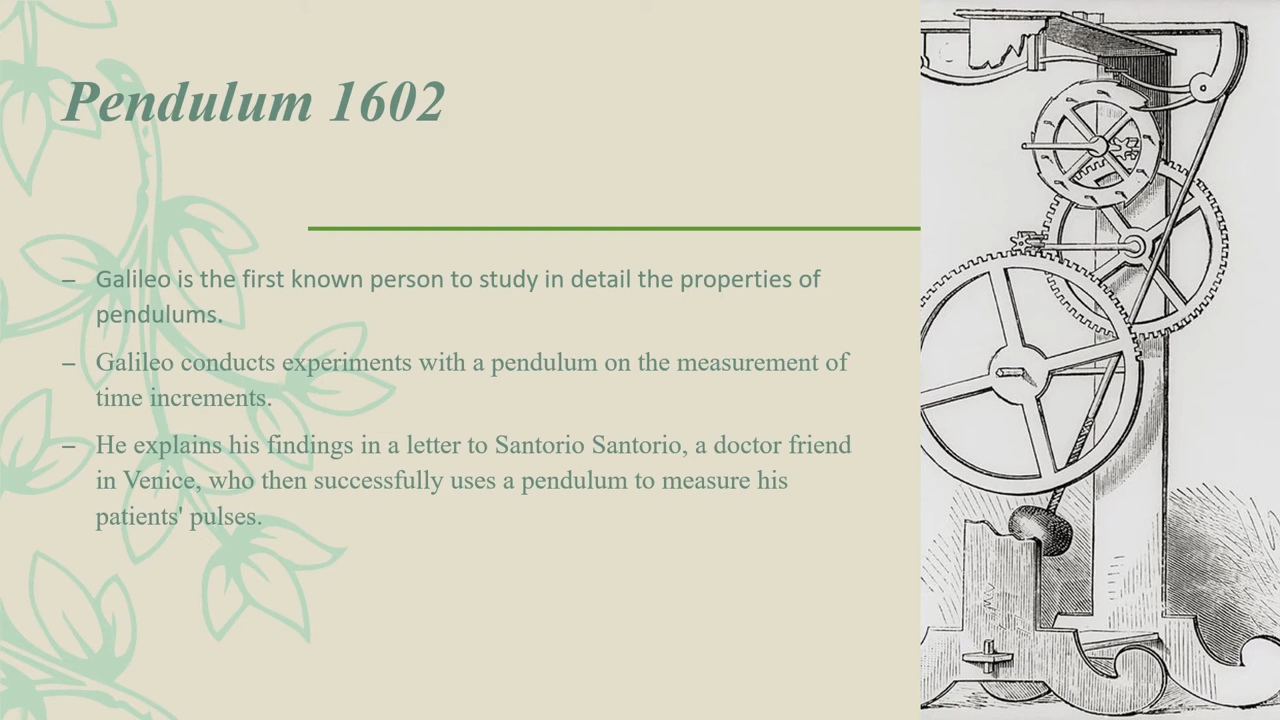 Pendulum 1602
– Galileo is the first known person to study in detail the properties of
pendulums.
– Galileo conducts experiments with a pendulum on the measurement of
time increments.
– He explains his findings in a letter to Santorio Santorio, a doctor friend
in Venice, who then successfully uses a pendulum to measure his
patients' pulses.